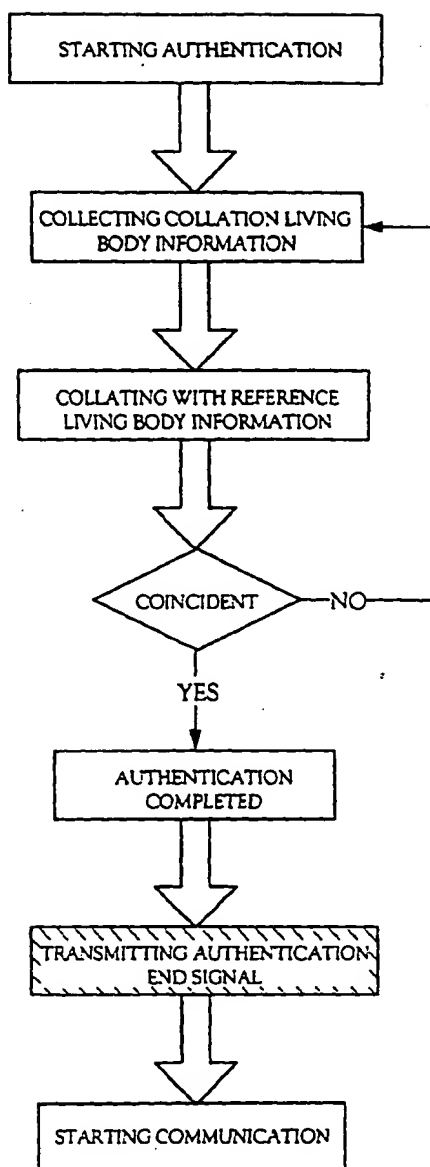 STARTING AUTHENTICATION
COLLECTING COLLATION LIVING
BODY INFORMATION
COLLATING WITH REFERENCE
LIVING BODY INFORMATION
COINCIDENT
NO
YES
AUTHENTICATION
COMPLETED
TRANSMITTING AUTHENTICATION
END SIGNAL
STARTING COMMUNICATION